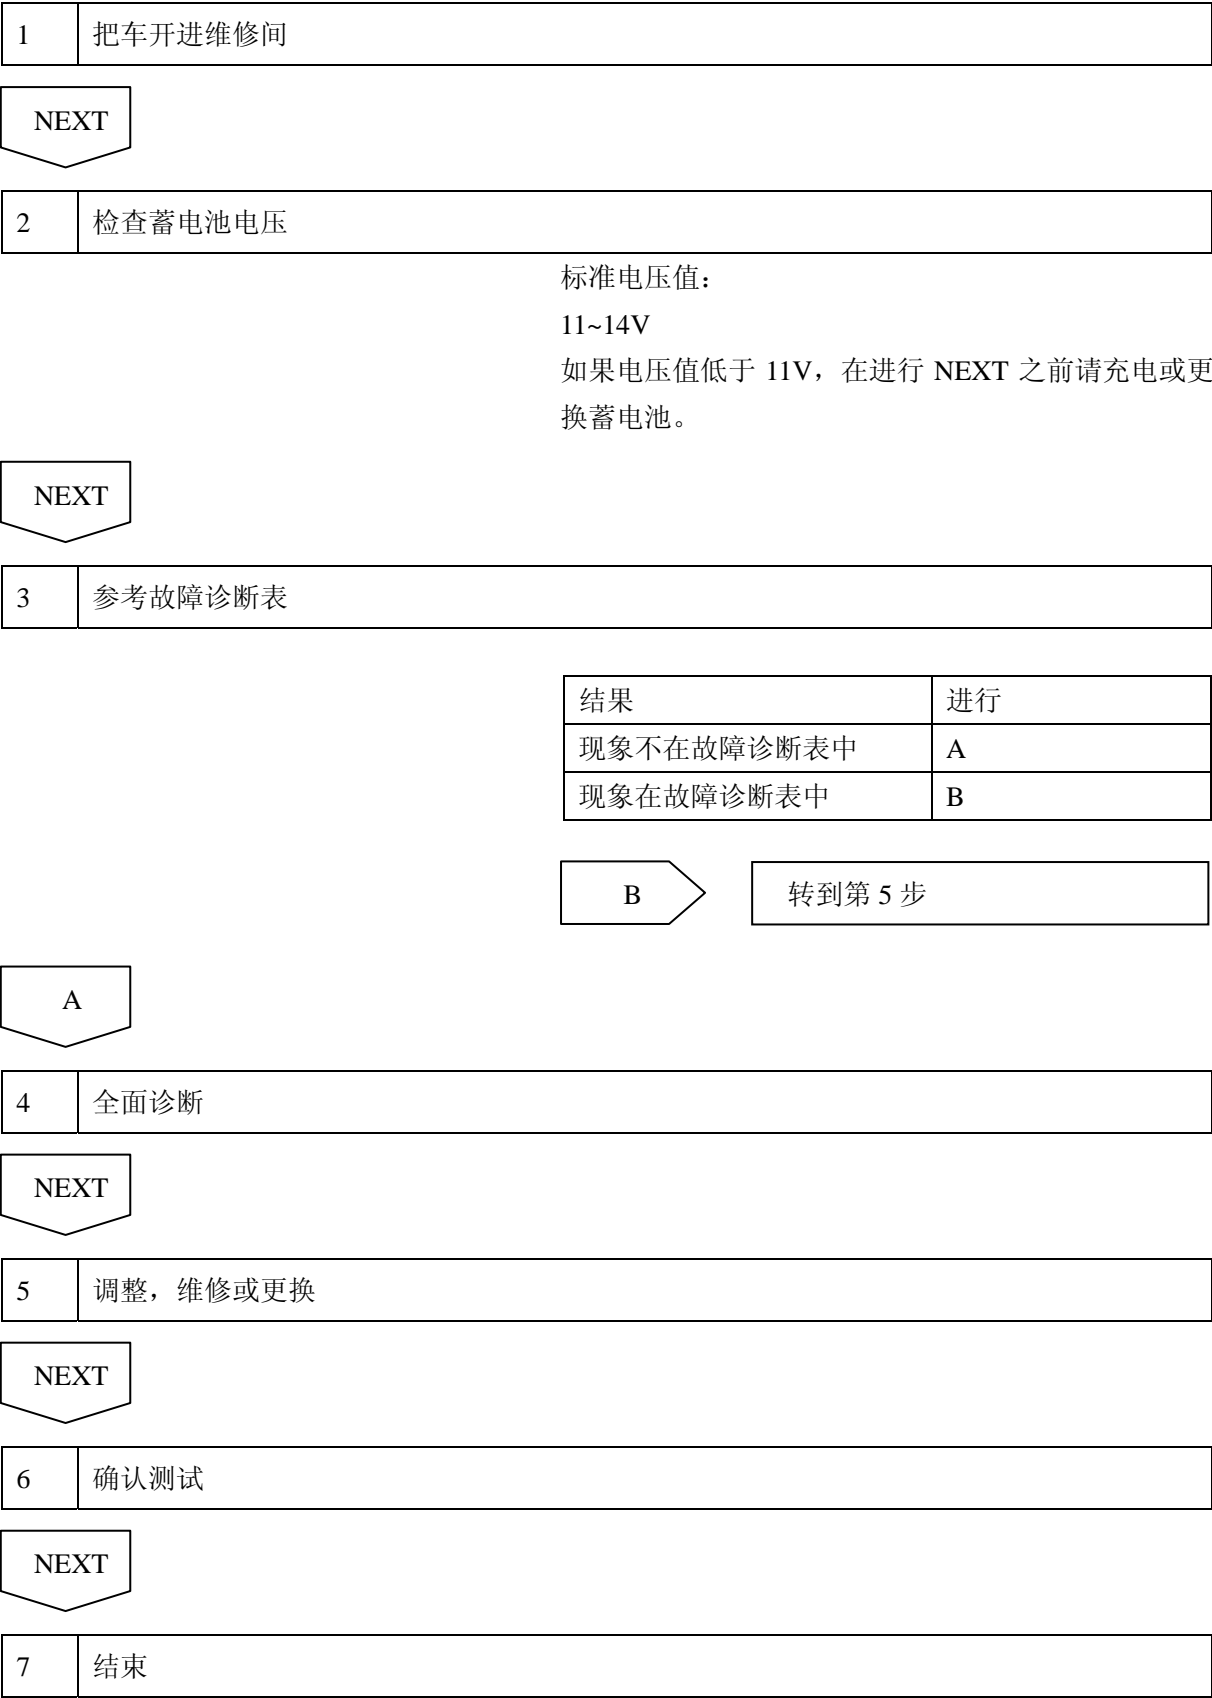 1 把车开进维修间
NEXT
2 检查蓄电池电压
标准电压值：
11~14V
如果电压值低于 11V，在进行 NEXT 之前请充电或更
换蓄电池。
NEXT
3 参考故障诊断表
结果 进行
现象不在故障诊断表中 A
现象在故障诊断表中 B
B 转到第 5 步
A
4 全面诊断
NEXT
5 调整，维修或更换
NEXT
6 确认测试
NEXT
7 结束